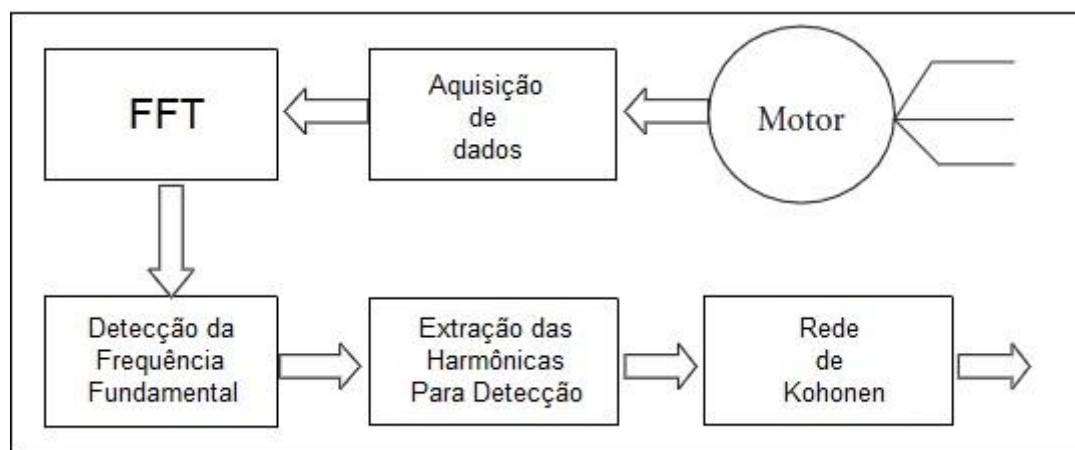 FFT
Aquisição
de
dados
Motor
Detecção da
Frequência
Fundamental
Extração das
Harmônicas
Para Detecção
Rede
de
Kohonen